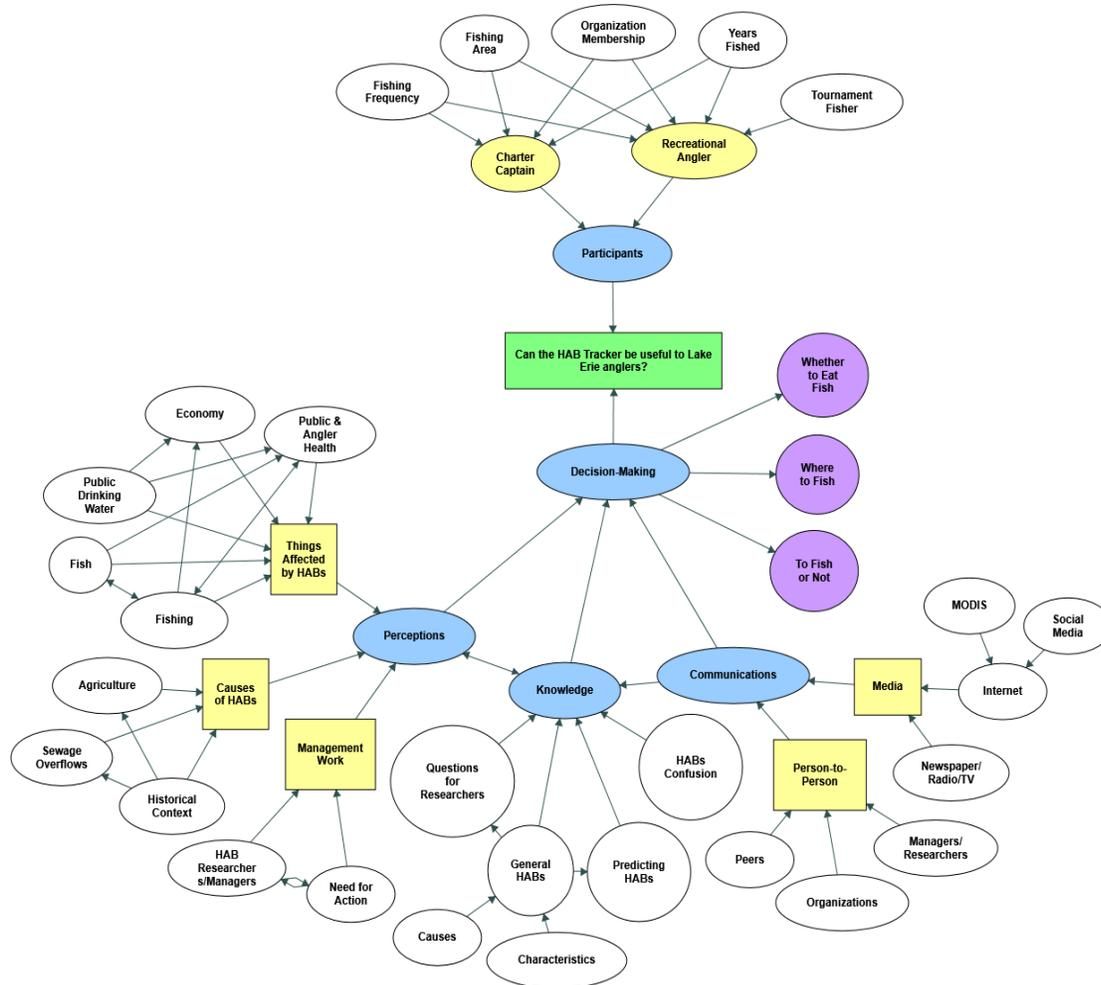 Organization
Membership
Fishing
Area
Years
Fished
Fishing
Frequency
Tournament
Fisher
Charter
Captain
Recreational
Angler
Participants
Can the HAB Tracker be useful to Lake
Erie anglers?
Whether
to Eat
Fish
Economy
Public &
Angler
Health
Decision-Making
Where
to Fish
Public
Drinking
Water
Fish
Things
Affected
by HABs
To Fish
or Not
Fishing
Perceptions
MODIS
Social
Media
Agriculture
Causes
of HABs
Knowledge
Communications
Media
Internet
Sewage
Overflows
Management
Work
Questions
for
Researchers
HABs
Confusion
Person-to-
Person
Newspaper/
Radio/TV
Historical
Context
HAB
Researcher
s/Managers
Need for
Action
General
HABs
Predicting
HABs
Peers
Managers/
Researchers
Organizations
Causes
Characteristics